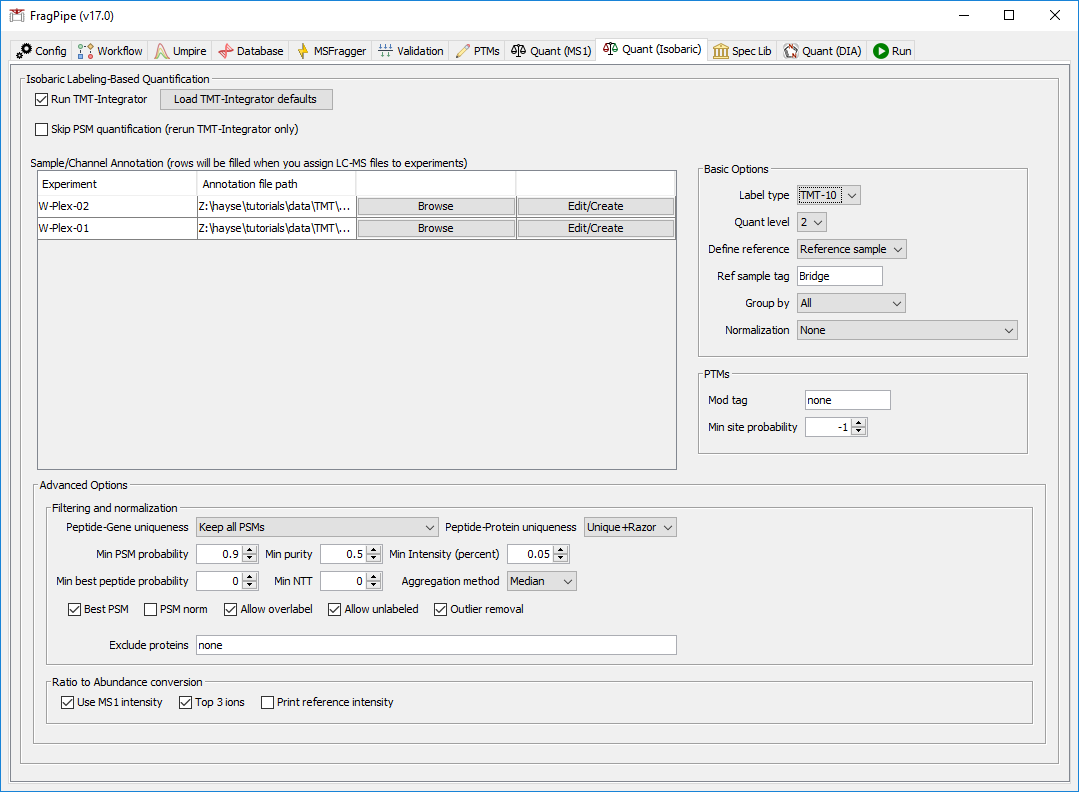 FragPipe (v17.0)
Config Workflow Umpire Database MSFragger Validation PTMs Quant (MS1) Quant (Isobaric) Spec Lib Quant (DIA) Run
Isobaric Labeling-Based Quantification
Run TMT-Integrator Load TMT-Integrator defaults
Skip PSM quantification (rerun TMT-Integrator only)
Sample/Channel Annotation (rows will be filled when you assign LC-MS files to experiments)
Experiment Annotation file path
W-Plex-02 Z:\hayse\tutorials\data\TMT\... Browse Edit/Create
W-Plex-01 Z:\hayse\tutorials\data\TMT\... Browse Edit/Create
Basic Options
Label type TMT-10
Quant level 2
Define reference Reference sample
Ref sample tag Bridge
Group by All
Normalization None
PTMs
Mod tag none
Min site probability -1
Advanced Options
Filtering and normalization
Peptide-Gene uniqueness Keep all PSMs Peptide-Protein uniqueness Unique+Razor
Min PSM probability 0.9 Min purity 0.5 Min Intensity (percent) 0.05
Min best peptide probability 0 Min NTT 0 Aggregation method Median
Best PSM PSM norm Allow overlabel Allow unlabeled Outlier removal
Exclude proteins none
Ratio to Abundance conversion
Use MS1 intensity Top 3 ions Print reference intensity